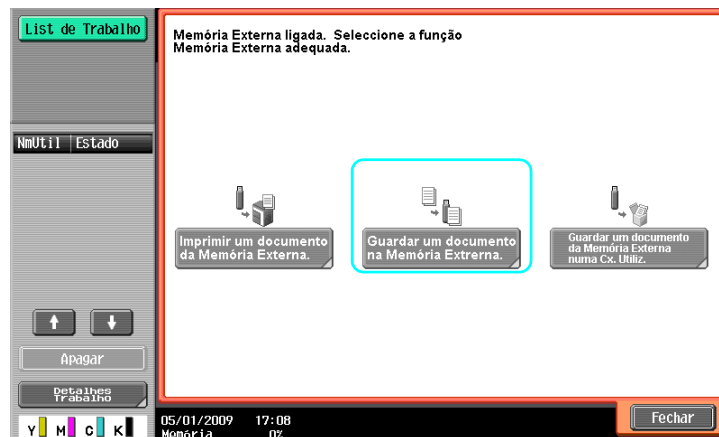 List de Trabalho
Memória Externa ligada. Seleccione a função
Memória Externa adequada.
NmUtil Estado
Imprimir um documento
da Memória Externa.
Guardar um documento
na Memória Extrerna.
Guardar um documento
da Memória Externa
numa Cx. Utiliz.
Apagar
Detalhes
Trabalho
Fechar
05/01/2009 17:08
Y M C K
Memória 0%